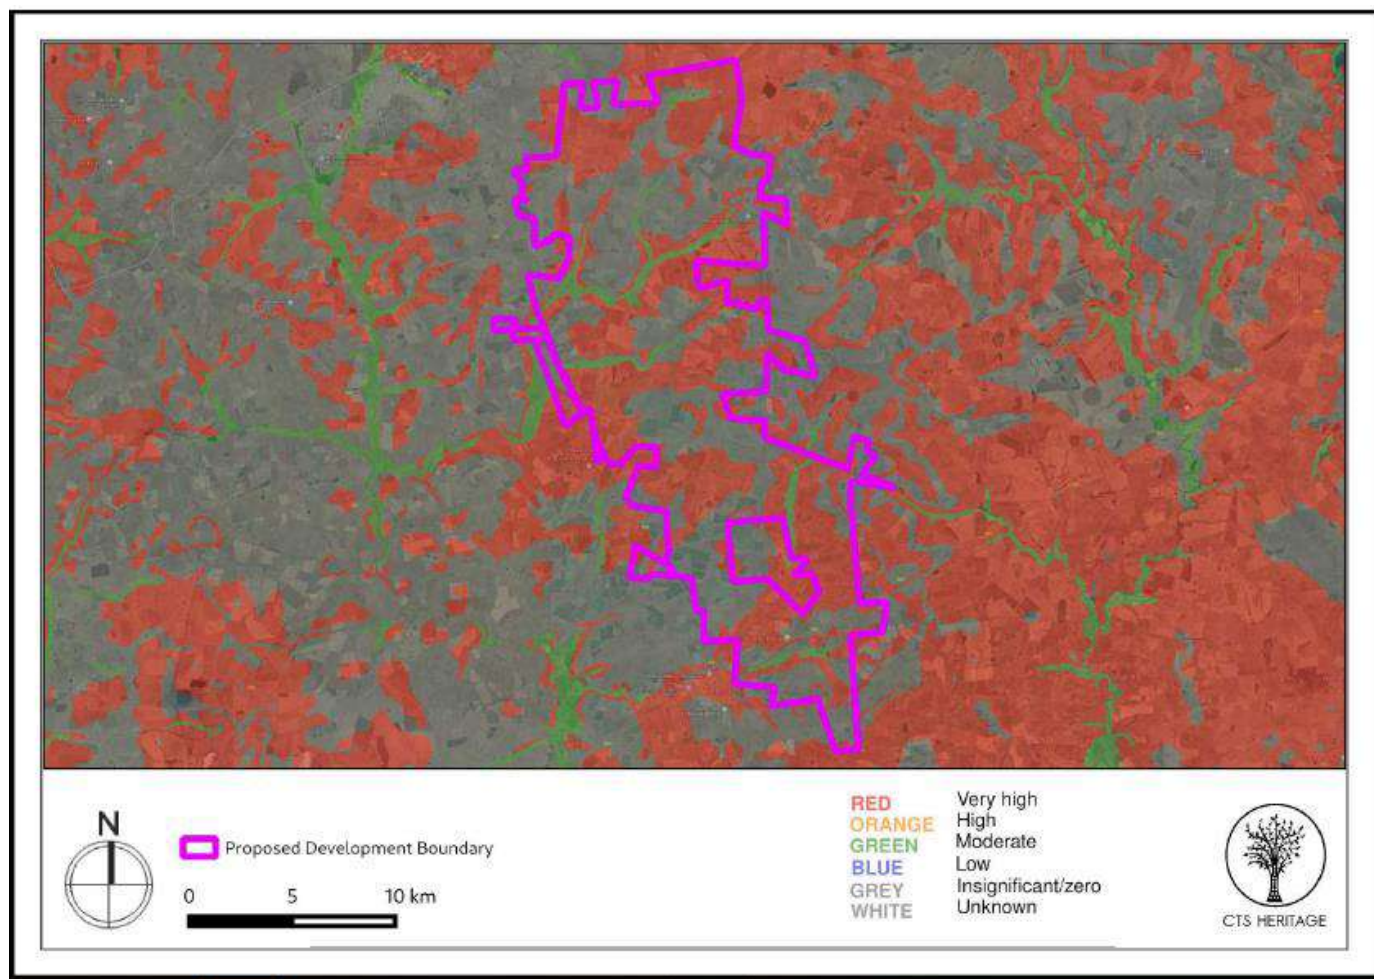 N
Proposed Development Boundary
0 5 10 km
RED Very high
ORANGE High
GREEN Moderate
BLUE Low
GREY Insignificant/zero
WHITE Unknown
CTS HERITAGE